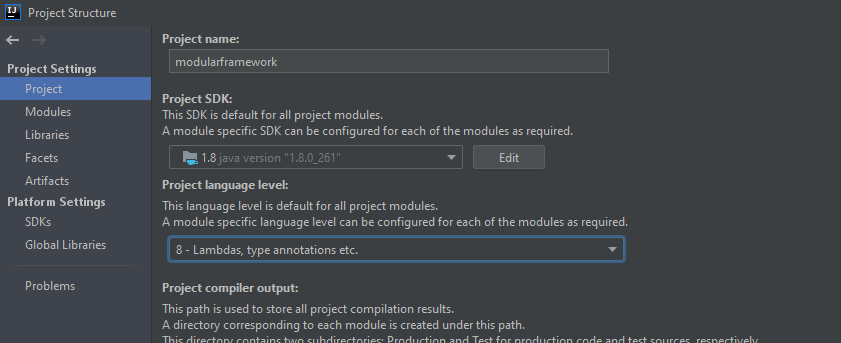 IJ Project Structure
Project Settings
Project
Modules
Libraries
Facets
Artifacts
Platform Settings
SDKs
Global Libraries
Problems
Project name:
modularframework
Project SDK:
This SDK is default for all project modules.
A module specific SDK can be configured for each of the modules as required.
1.8 java version "1.8.0_261"
Edit
Project language level:
This language level is default for all project modules.
A module specific language level can be configured for each of the modules as required.
8 - Lambdas, type annotations etc.
Project compiler output:
This path is used to store all project compilation results.
A directory corresponding to each module is created under this path.
This directory contains two subdirectories: Production and Test for production code and test sources, respectively